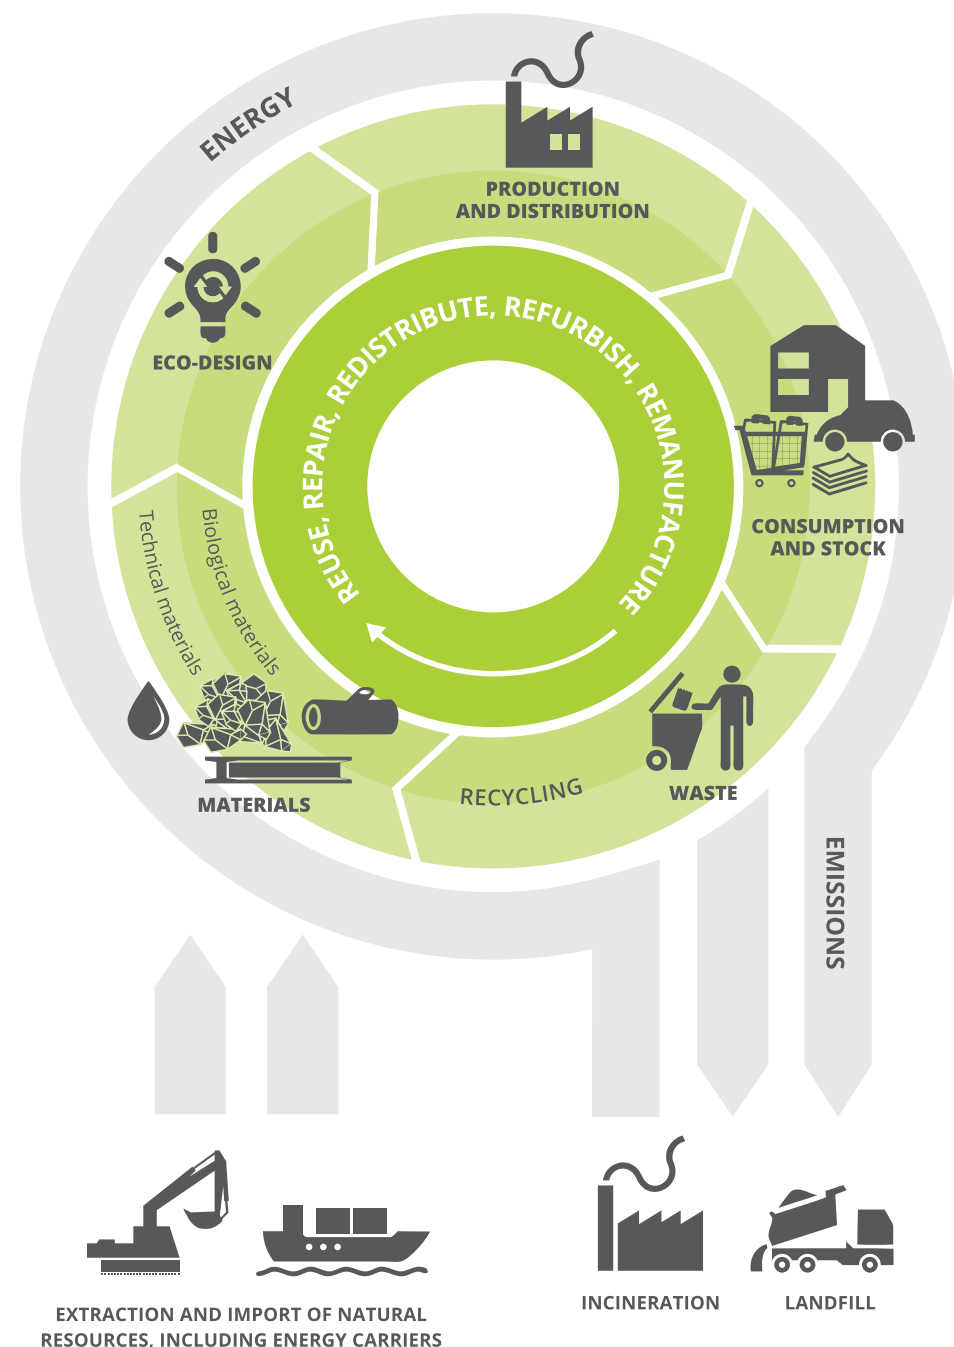 ENERGY
PRODUCTION
AND DISTRIBUTION
ECO-DESIGN
REUSE, REPAIR, REDISTRIBUTE, REFURBISH, REMANUFACTURE
CONSUMPTION
AND STOCK
Technical materials
Biological materials
MATERIALS
RECYCLING
WASTE
EMISSIONS
EXTRACTION AND IMPORT OF NATURAL
RESOURCES, INCLUDING ENERGY CARRIERS
INCINERATION
LANDFILL